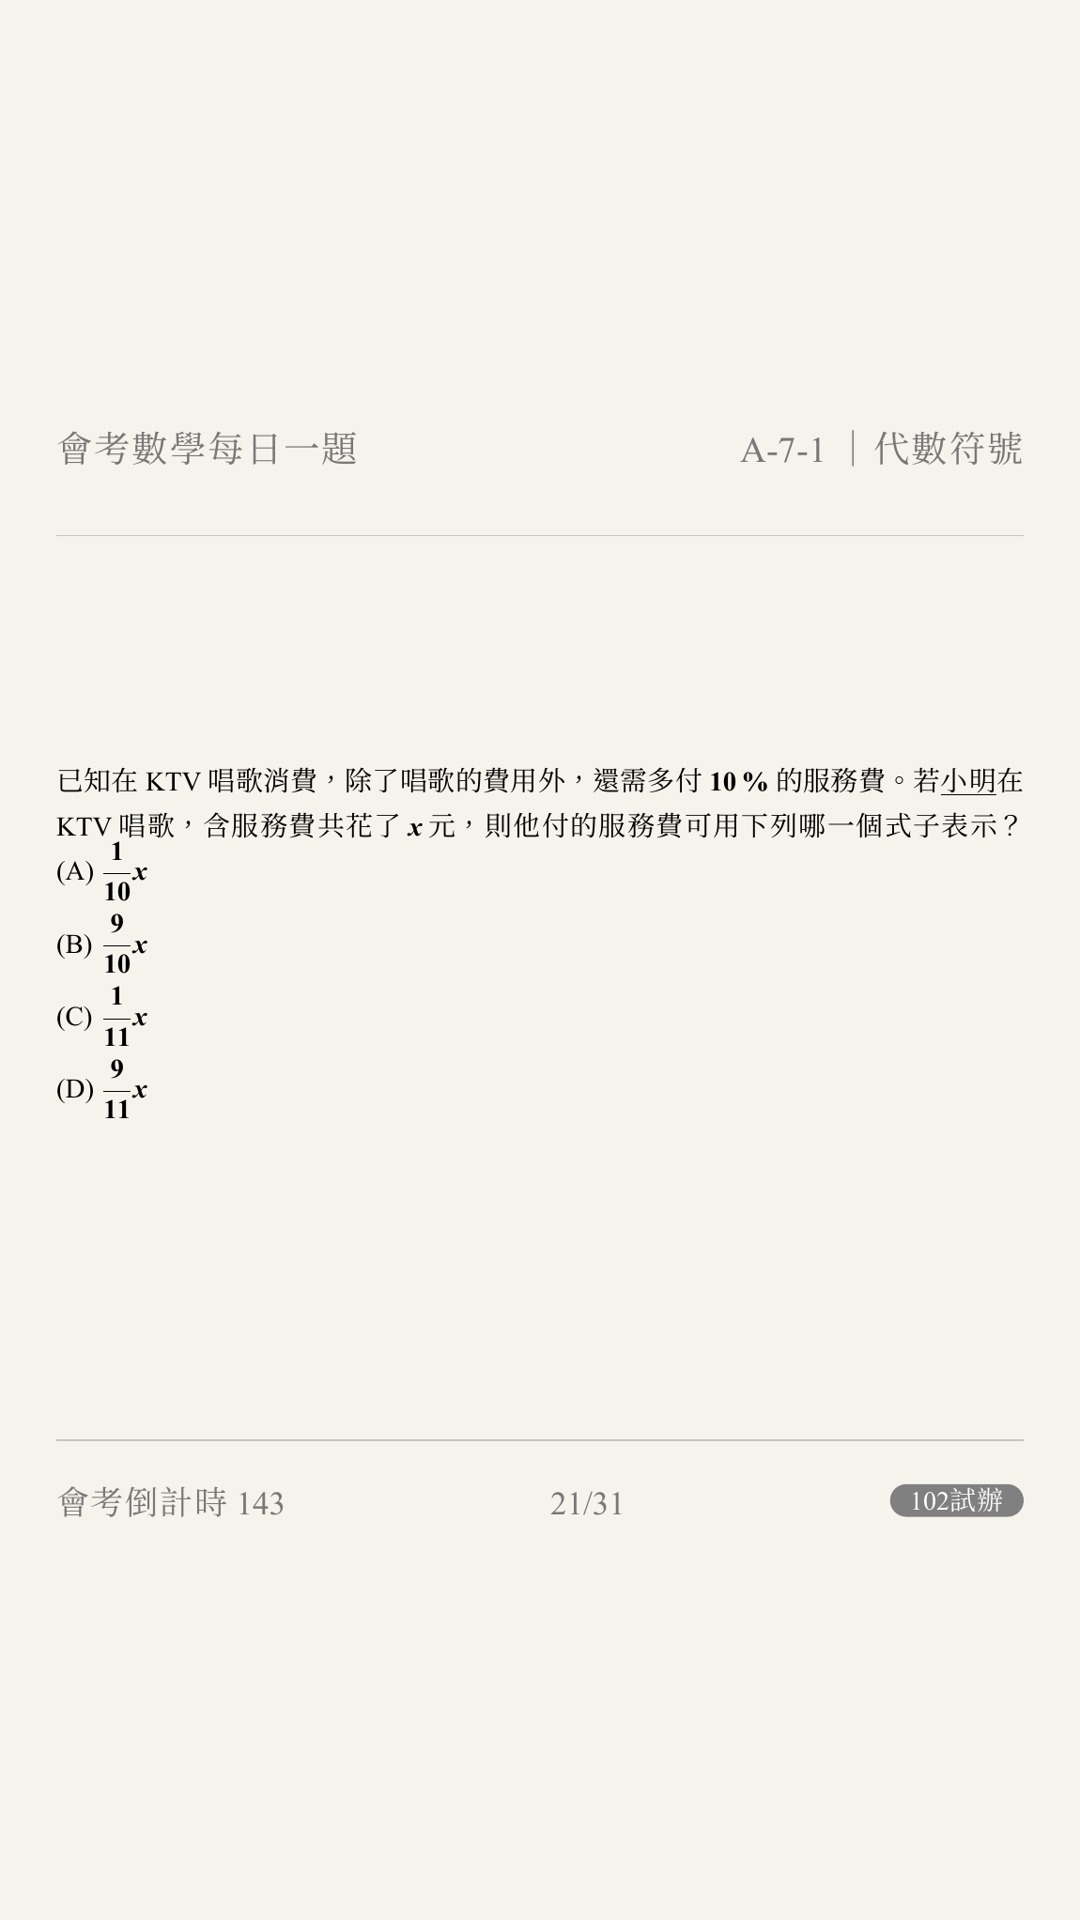 會考數學每日一題
A-7-1｜代數符號
已知在 KTV 唱歌消費，除了唱歌的費用外，還需多付 10 % 的服務費。若小明在
KTV 唱歌，含服務費共花了 x 元，則他付的服務費可用下列哪一個式子表示？
(A) 1/10 x
(B) 9/10 x
(C) 1/11 x
(D) 9/11 x
會考倒計時 143
21/31
102試辦